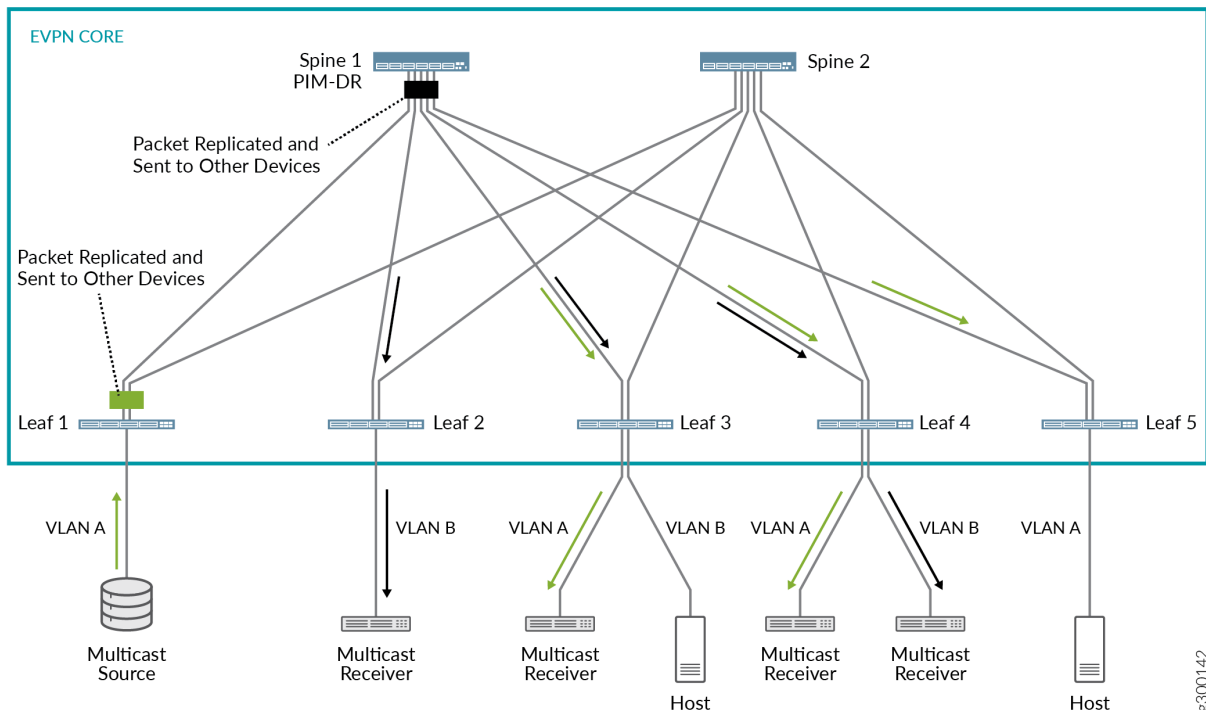 EVPN CORE
Spine 1
PIM-DR
Spine 2
Packet Replicated and
Sent to Other Devices
Packet Replicated and
Sent to Other Devices
Leaf 1
Leaf 2
Leaf 3
Leaf 4
Leaf 5
VLAN A
VLAN B
VLAN A
VLAN B
VLAN A
VLAN B
VLAN A
Multicast
Source
Multicast
Receiver
Multicast
Receiver
Host
Multicast
Receiver
Multicast
Receiver
Host
g300142